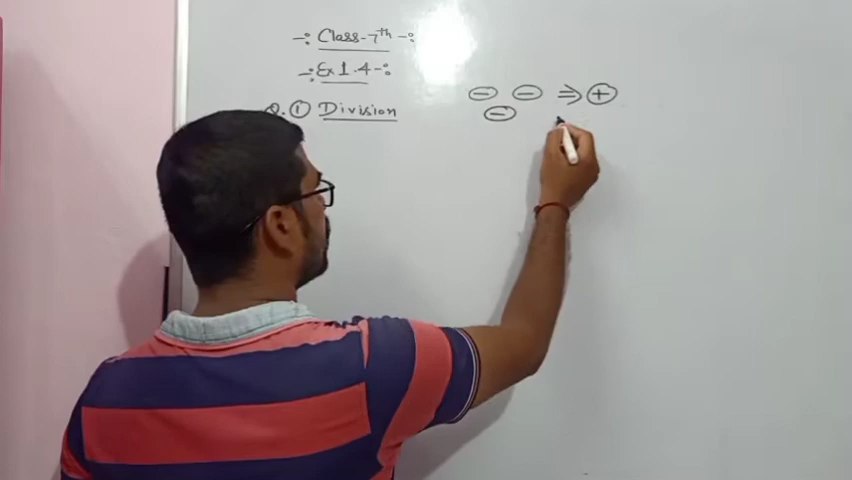 -: Class-7th -:
-: Ex 1.4 -:
Q. ① Division
⊖ ⊖ ⇒ ⊕
⊖